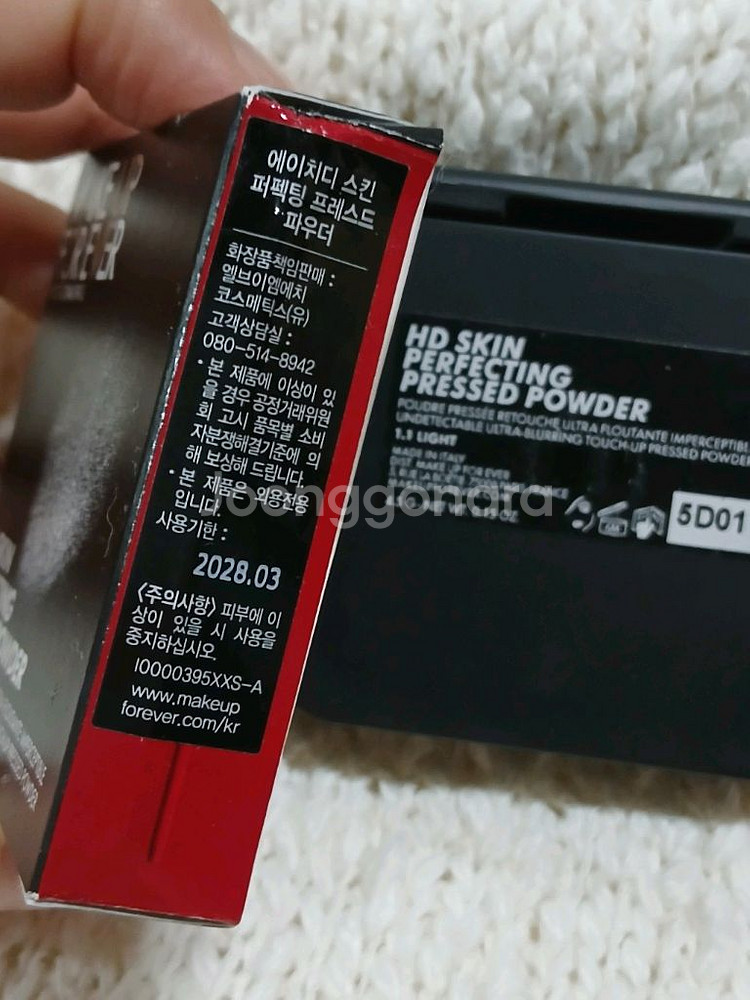 에이치디 스킨
퍼펙팅 프레스드
파우더
화장품책임판매 :
엘브이엠에치
코스메틱스(유)
고객상담실 :
080-514-8942
• 본 제품에 이상이 있
을 경우 공정거래위원
회 고시 품목별 소비
자분쟁해결기준에 의
해 보상해 드립니다.
• 본 제품은 외용전용
입니다.
사용기한 :
2028.03
<주의사항> 피부에 이
상이 있을 시 사용을
중지하십시오.
I0000395XXS-A
www.makeup
forever.com/kr
HD SKIN
PERFECTING
PRESSED POWDER
POUDRE PRESSÉE RETOUCHE ULTRA FLOUTANTE IMPERCEPTIBLE
UNDETECTABLE ULTRA-BLURRING TOUCH-UP PRESSED POWDER
1.1 LIGHT
MADE IN ITALY
MAKE UP FOR EVER
5D01
Joonggonara